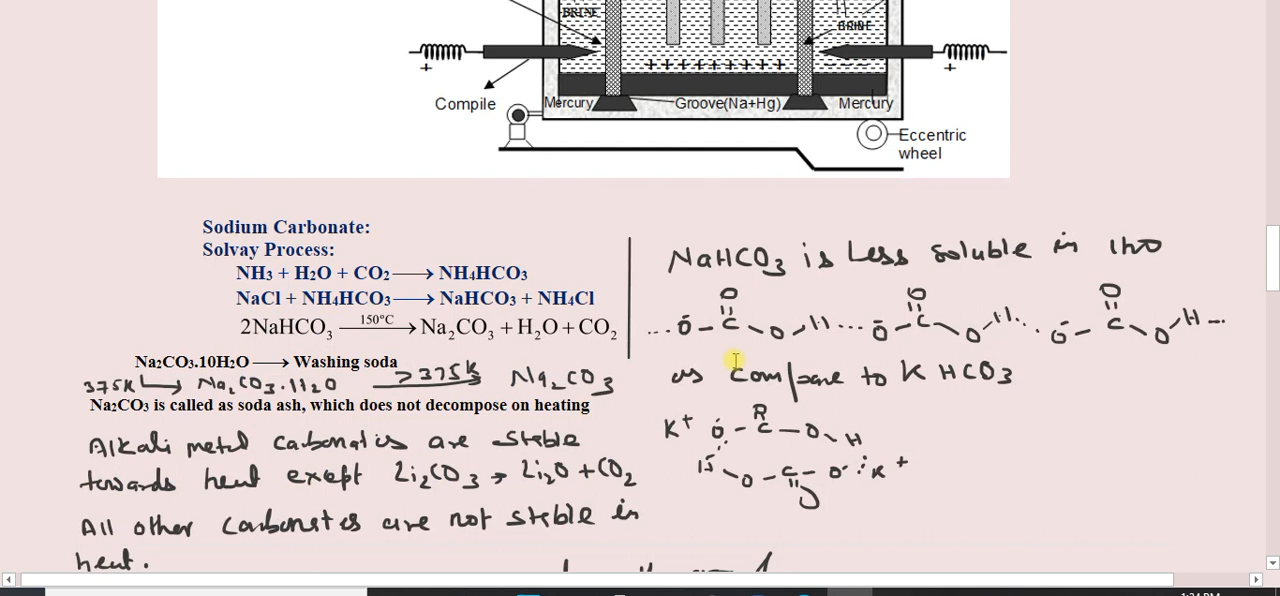 BRINE
BRINE
+ +
+ + + + + + + + +
Compile
Mercury
Groove(Na+Hg)
Mercury
Eccentric
wheel
Sodium Carbonate:
Solvay Process:
NH3 + H2O + CO2 ⟶ NH4HCO3
NaCl + NH4HCO3 ⟶ NaHCO3 + NH4Cl
2NaHCO₃ —150°C→ Na₂CO₃ + H₂O + CO₂
Na2CO3.10H2O ⟶ Washing soda
375K ↳ Na2CO3.H2O —>375K→ Na2CO3
Na2CO3 is called as soda ash, which does not decompose on heating
Alkali metal carbonates are stable
towards heat exept Li2CO3 → Li2O + CO2
All other carbonates are not stable in
heat.
NaHCO3 is Less soluble in H2O
O O O
... O - C - O - H ... O - C - O - H ... O - C - O - H ...
as compare to KHCO3
K+ O - C - O - H
O - C - O K+